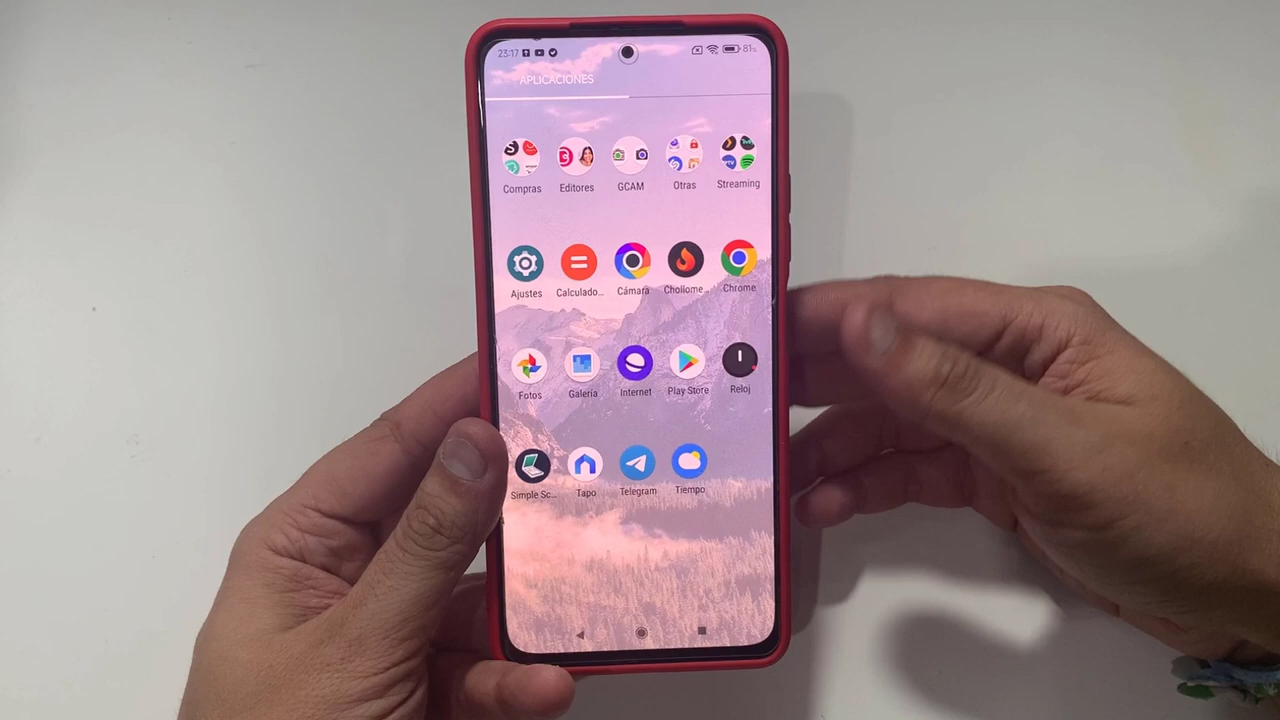 23:17 81%
APLICACIONES
Compras Editores GCAM Otras Streaming
Ajustes Calculado... Cámara Chollome... Chrome
Fotos Galería Internet Play Store Reloj
Simple Sc... Tapo Telegram Tiempo